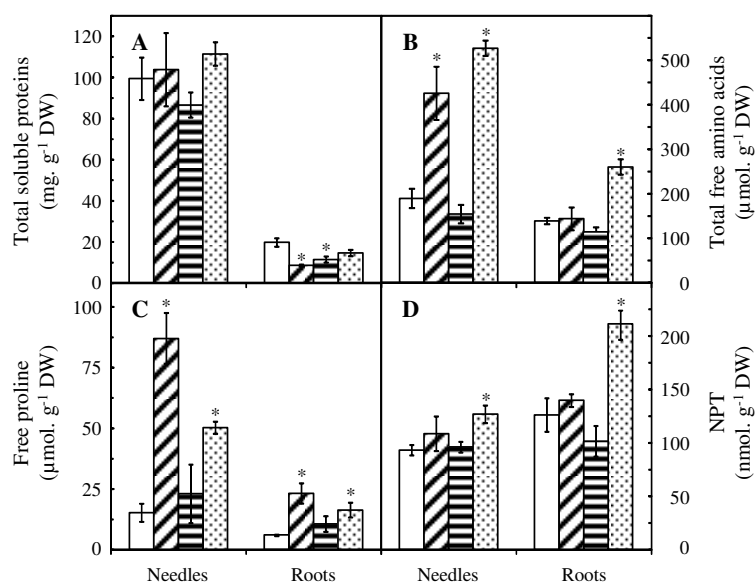 A
B
120
100
80
60
40
20
0
Total soluble proteins
(mg. g⁻¹ DW)
* *
* * *
500
400
300
200
100
0
Total free amino acids
(µmol. g⁻¹ DW)
C
D
100
75
50
25
0
Free proline
(µmol. g⁻¹ DW)
* * * *
* *
200
150
100
50
0
NPT
(nmol. g⁻¹ DW)
Needles Roots Needles Roots